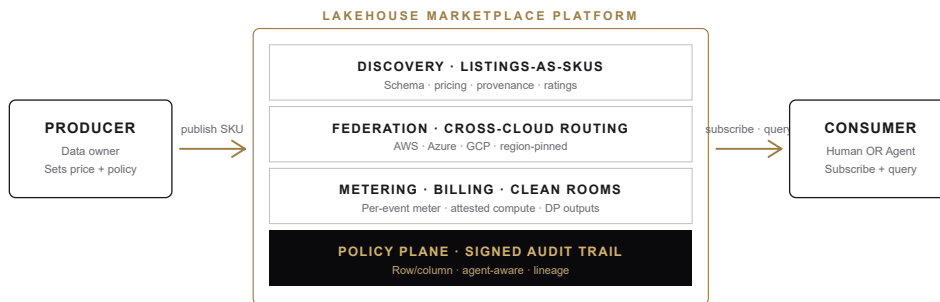 LAKEHOUSE MARKETPLACE PLATFORM
PRODUCER
Data owner
Sets price + policy
publish SKU
DISCOVERY · LISTINGS-AS-SKUS
Schema · pricing · provenance · ratings
FEDERATION · CROSS-CLOUD ROUTING
AWS · Azure · GCP · region-pinned
METERING · BILLING · CLEAN ROOMS
Per-event meter · attested compute · DP outputs
POLICY PLANE · SIGNED AUDIT TRAIL
Row/column · agent-aware · lineage
subscribe · query
CONSUMER
Human OR Agent
Subscribe + query